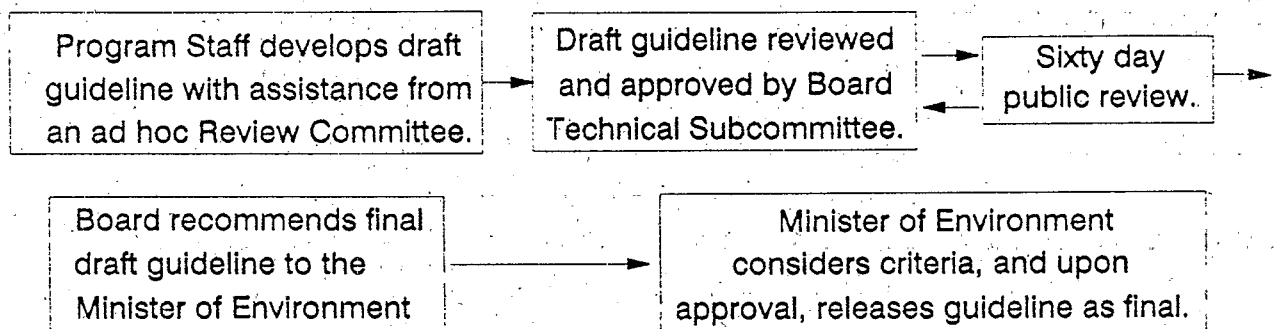 Program Staff develops draft
guideline with assistance from
an ad hoc Review Committee.
Draft guideline reviewed
and approved by Board
Technical Subcommittee.
Sixty day
public review.
Board recommends final
draft guideline to the
Minister of Environment
Minister of Environment
considers criteria, and upon
approval, releases guideline as final.